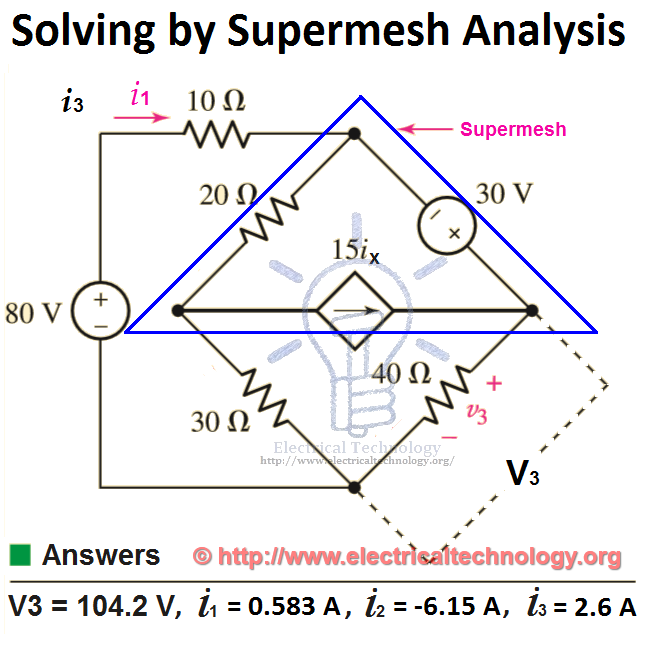 Solving by Supermesh Analysis
i3 i1 10 Ω
Supermesh
20 Ω 30 V
15ix
80 V + −
− ×
40 Ω +
30 Ω v3
−
Electrical Technology
http://www.electricaltechnology.org/
V3
Answers © http://www.electricaltechnology.org
V3 = 104.2 V, i1 = 0.583 A , i2 = -6.15 A, i3 = 2.6 A